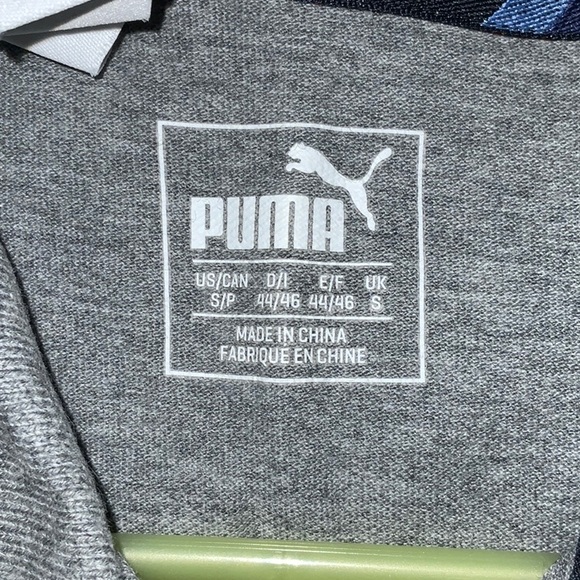 PUMA
US/CAN D/I E/F UK
S/P 44/46 44/46 S
MADE IN CHINA
FABRIQUE EN CHINE